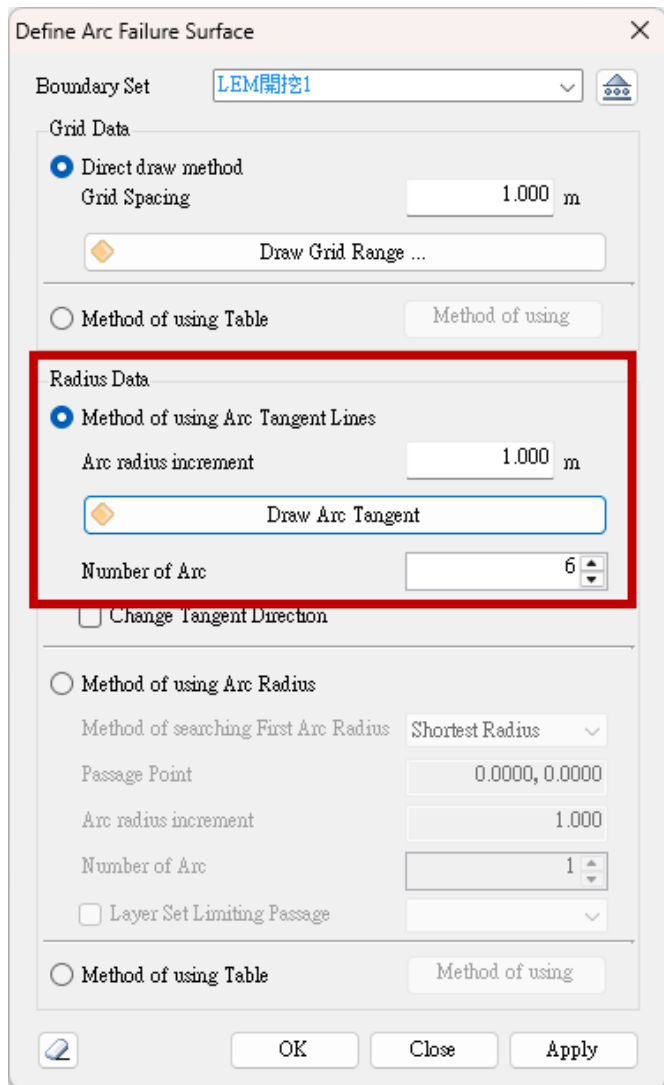 Define Arc Failure Surface
Boundary Set LEM開挖1
Grid Data
Direct draw method
Grid Spacing 1.000 m
Draw Grid Range ...
Method of using Table Method of using
Radius Data
Method of using Arc Tangent Lines
Arc radius increment 1.000 m
Draw Arc Tangent
Number of Arc 6
Change Tangent Direction
Method of using Arc Radius
Method of searching First Arc Radius Shortest Radius
Passage Point 0.0000, 0.0000
Arc radius increment 1.000
Number of Arc 1
Layer Set Limiting Passage
Method of using Table Method of using
OK Close Apply